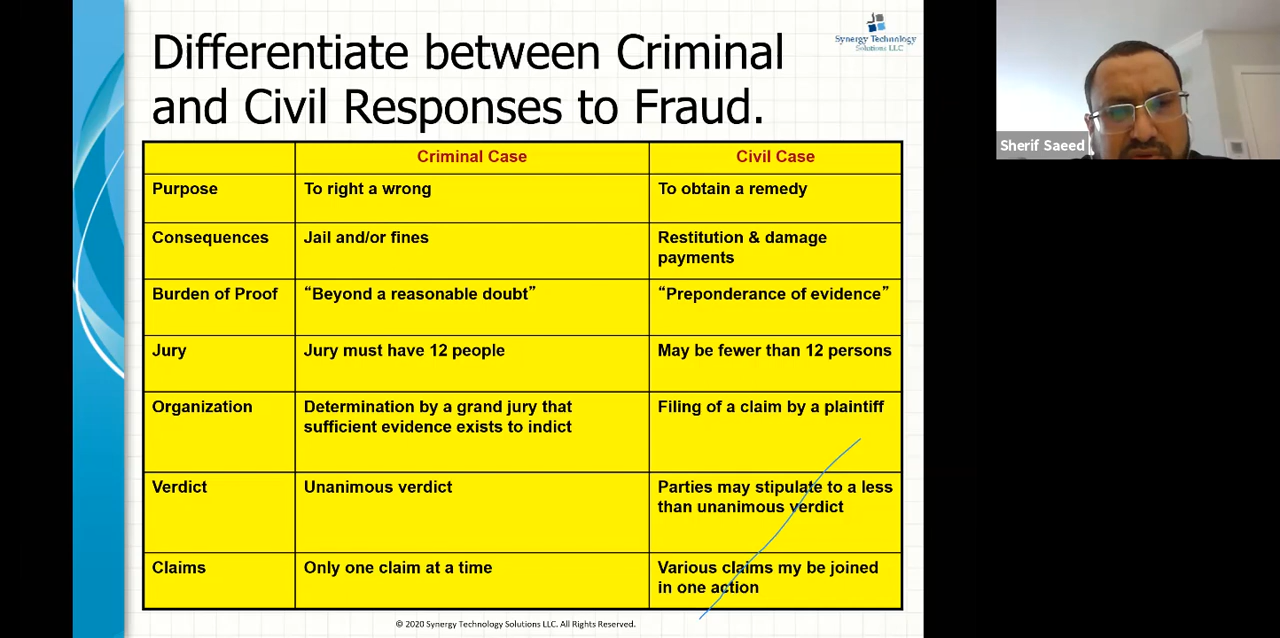 Differentiate between Criminal
and Civil Responses to Fraud.
Synergy Technology
Solutions LLC
Sherif Saeed
Criminal Case
Civil Case
Purpose
To right a wrong
To obtain a remedy
Consequences
Jail and/or fines
Restitution & damage
payments
Burden of Proof
“Beyond a reasonable doubt”
“Preponderance of evidence”
Jury
Jury must have 12 people
May be fewer than 12 persons
Organization
Determination by a grand jury that
sufficient evidence exists to indict
Filing of a claim by a plaintiff
Verdict
Unanimous verdict
Parties may stipulate to a less
than unanimous verdict
Claims
Only one claim at a time
Various claims my be joined
in one action
© 2020 Synergy Technology Solutions LLC. All Rights Reserved.